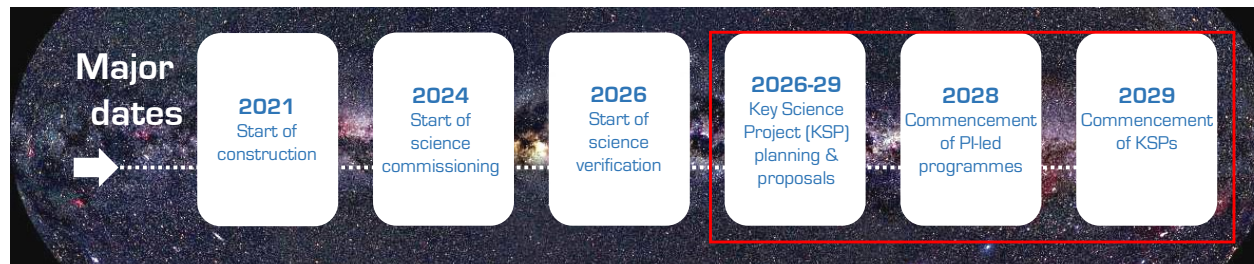 Major
dates
2021
Start of
construction
2024
Start of
science
commissioning
2026
Start of
science
verification
2026-29
Key Science
Project (KSP)
planning &
proposals
2028
Commencement
of PI-led
programmes
2029
Commencement
of KSPs